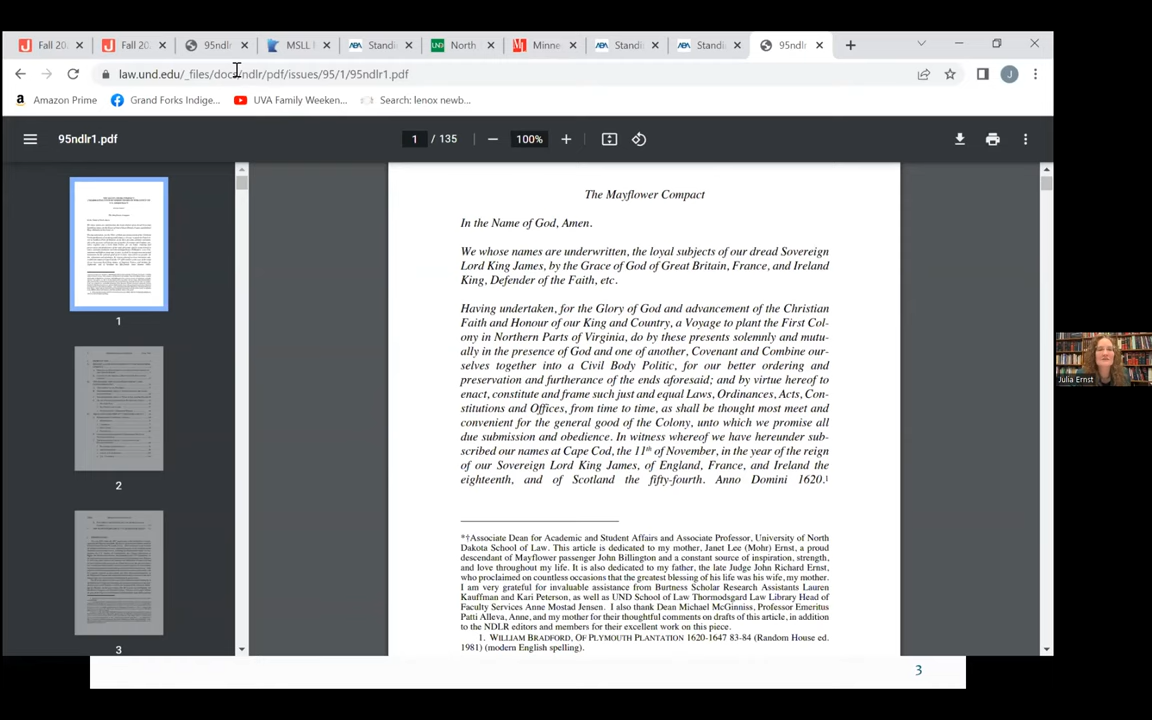 Fall 20
Fall 20
95ndlr
MSLL
ABA
Standi
UND
North
Minne
ABA
Standi
ABA
Standi
95ndl
law.und.edu/_files/docs/ndlr/pdf/issues/95/1/95ndlr1.pdf
J
Amazon Prime
Grand Forks Indige...
UVA Family Weeken...
Search: lenox newb...
95ndlr1.pdf
1 / 135
100%
The Mayflower Compact
In the Name of God, Amen.
We whose names are underwritten, the loyal subjects of our dread Sovereign
Lord King James, by the Grace of God of Great Britain, France, and Ireland
King, Defender of the Faith, etc.
Having undertaken, for the Glory of God and advancement of the Christian
Faith and Honour of our King and Country, a Voyage to plant the First Col-
ony in Northern Parts of Virginia, do by these presents solemnly and mutu-
ally in the presence of God and one of another, Covenant and Combine our-
selves together into a Civil Body Politic, for our better ordering and
preservation and furtherance of the ends aforesaid; and by virtue hereof to
enact, constitute and frame such just and equal Laws, Ordinances, Acts, Con-
stitutions and Offices, from time to time, as shall be thought most meet and
convenient for the general good of the Colony, unto which we promise all
due submission and obedience. In witness whereof we have hereunder sub-
scribed our names at Cape Cod, the 11th of November, in the year of the reign
of our Sovereign Lord King James, of England, France, and Ireland the
eighteenth, and of Scotland the fifty-fourth. Anno Domini 1620.1
*†Associate Dean for Academic and Student Affairs and Associate Professor, University of North
Dakota School of Law. This article is dedicated to my mother, Janet Lee (Mohr) Ernst, a proud
descendant of Mayflower passenger John Billington and a constant source of inspiration, strength,
and love throughout my life. It is also dedicated to my father, the late Judge John Richard Ernst,
who proclaimed on countless occasions that the greatest blessing of his life was his wife, my mother.
I am very grateful for invaluable assistance from Burtness Scholar Research Assistants Lauren
Kauffman and Kari Peterson, as well as UND School of Law Thormodsgard Law Library Head of
Faculty Services Anne Mostad Jensen. I also thank Dean Michael McGinniss, Professor Emeritus
Patti Alleva, Anne, and my mother for their thoughtful comments on drafts of this article, in addition
to the NDLR editors and members for their excellent work on this piece.
1. WILLIAM BRADFORD, OF PLYMOUTH PLANTATION 1620-1647 83-84 (Random House ed.
1981) (modern English spelling).
1
2
3
Julia Ernst
3